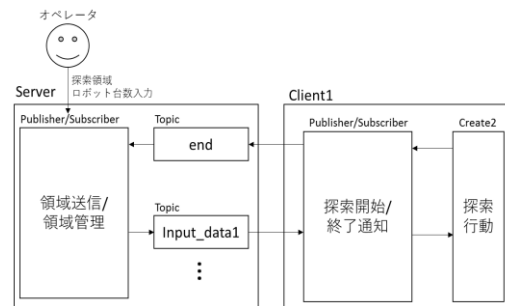 オペレータ
探索領域
ロボット台数入力
Server
Publisher/Subscriber
Topic
end
領域送信/
領域管理
Topic
Input_data1
⋮
Client1
Publisher/Subscriber
Create2
探索開始/
終了通知
探索
行動